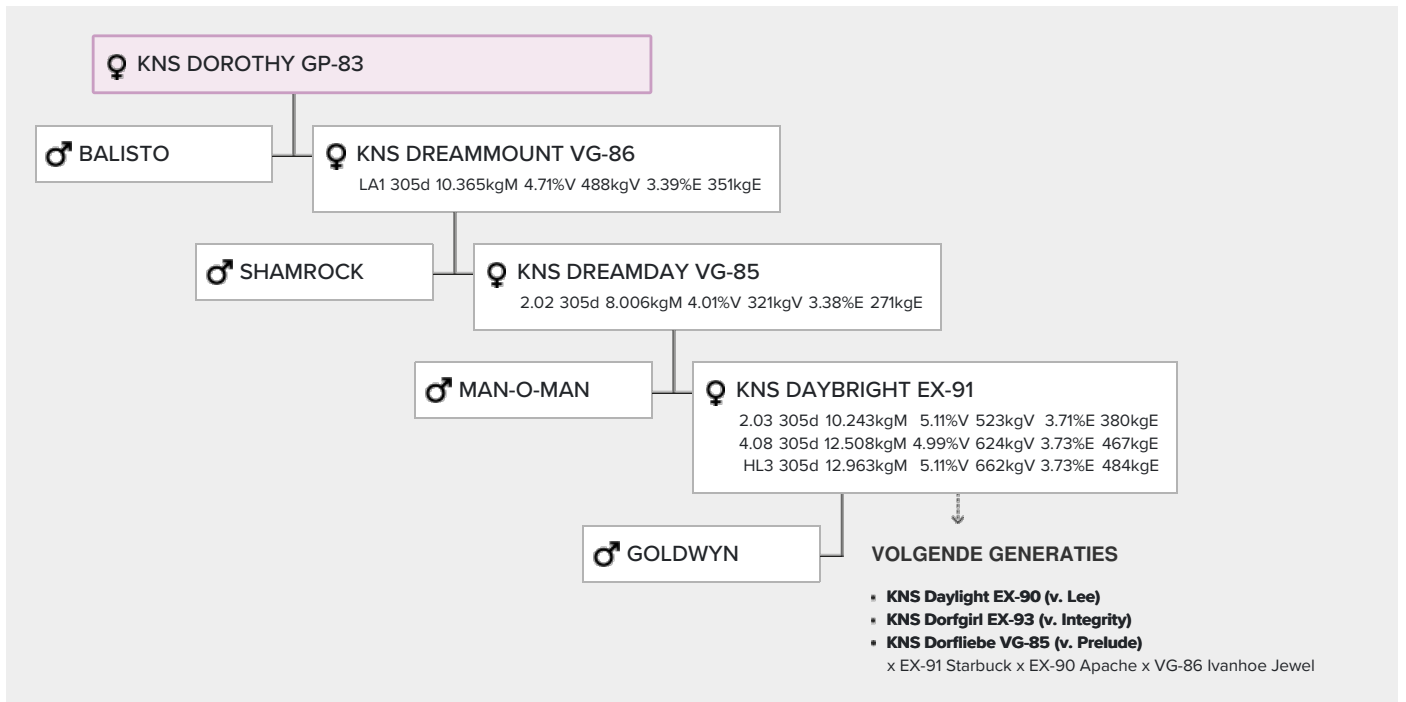 KNS DOROTHY GP-83
BALISTO
KNS DREAMMOUNT VG-86
LA1 305d 10.365kgM 4.71%V 488kgV 3.39%E 351kgE
SHAMROCK
KNS DREAMDAY VG-85
2.02 305d 8.006kgM 4.01%V 321kgV 3.38%E 271kgE
MAN-O-MAN
KNS DAYBRIGHT EX-91
2.03 305d 10.243kgM 5.11%V 523kgV 3.71%E 380kgE
4.08 305d 12.508kgM 4.99%V 624kgV 3.73%E 467kgE
HL3 305d 12.963kgM 5.11%V 662kgV 3.73%E 484kgE
GOLDWYN
VOLGENDE GENERATIES
KNS Daylight EX-90 (v. Lee)
KNS Dorfgirl EX-93 (v. Integrity)
KNS Dorfliebe VG-85 (v. Prelude)
x EX-91 Starbuck x EX-90 Apache x VG-86 Ivanhoe Jewel